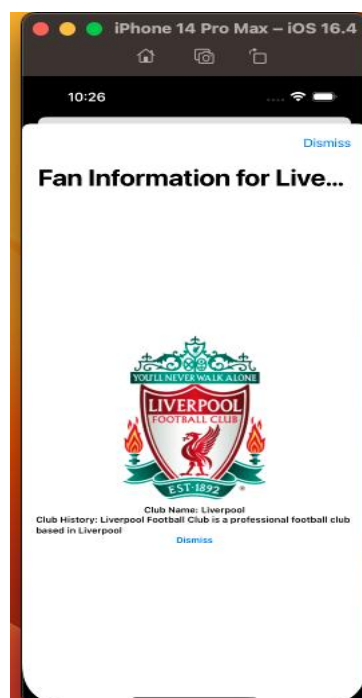 iPhone 14 Pro Max – iOS 16.4
10:26
Dismiss
Fan Information for Live...
YOU'LL NEVER WALK ALONE
LIVERPOOL
FOOTBALL CLUB
EST·1892
Club Name: Liverpool
Club History: Liverpool Football Club is a professional football club
based in Liverpool
Dismiss